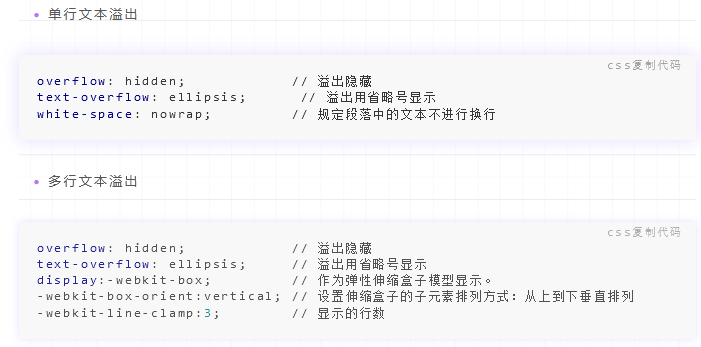 单行文本溢出
css复制代码
overflow: hidden; // 溢出隐藏
text-overflow: ellipsis; // 溢出用省略号显示
white-space: nowrap; // 规定段落中的文本不进行换行
多行文本溢出
css复制代码
overflow: hidden; // 溢出隐藏
text-overflow: ellipsis; // 溢出用省略号显示
display:-webkit-box; // 作为弹性伸缩盒子模型显示。
-webkit-box-orient:vertical; // 设置伸缩盒子的子元素排列方式：从上到下垂直排列
-webkit-line-clamp:3; // 显示的行数